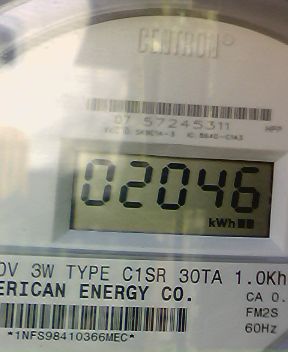 CENTRON®
07 57245311
HPP
02046
kWh
0V 3W TYPE C1SR 30TA 1.0Kh
ERICAN ENERGY CO.
CA 0.
FM2S
60Hz
*1NFS98410366MEC*